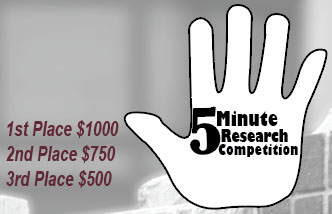 1st Place $1000
2nd Place $750
3rd Place $500
5 Minute
Research
Competition